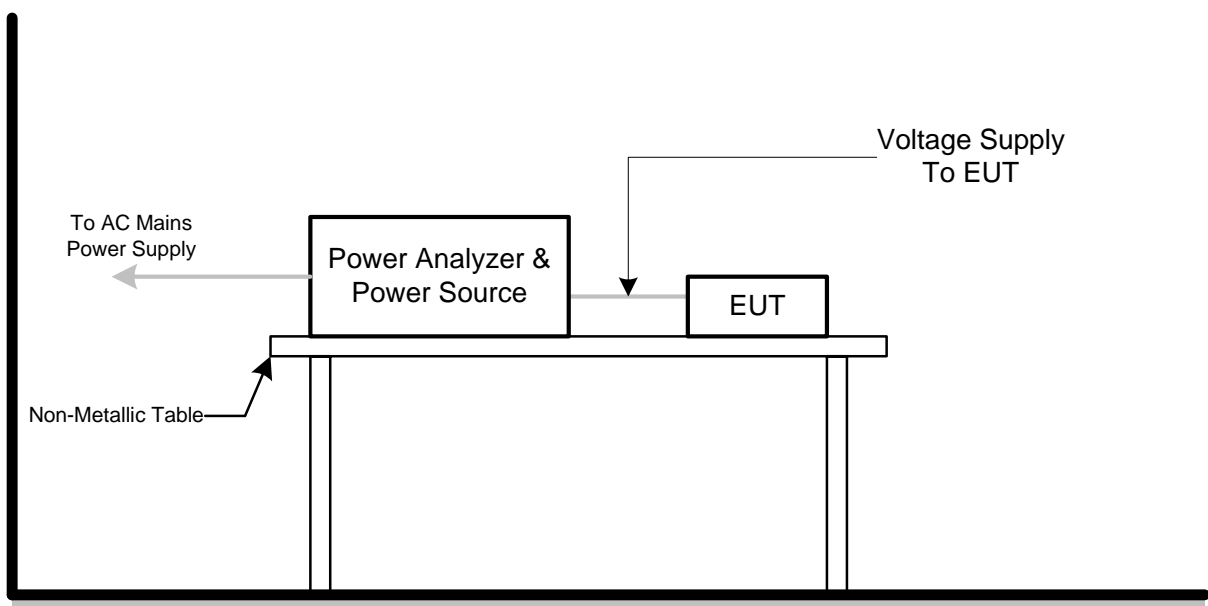 Voltage Supply
To EUT
To AC Mains
Power Supply
Power Analyzer &
Power Source
EUT
Non-Metallic Table